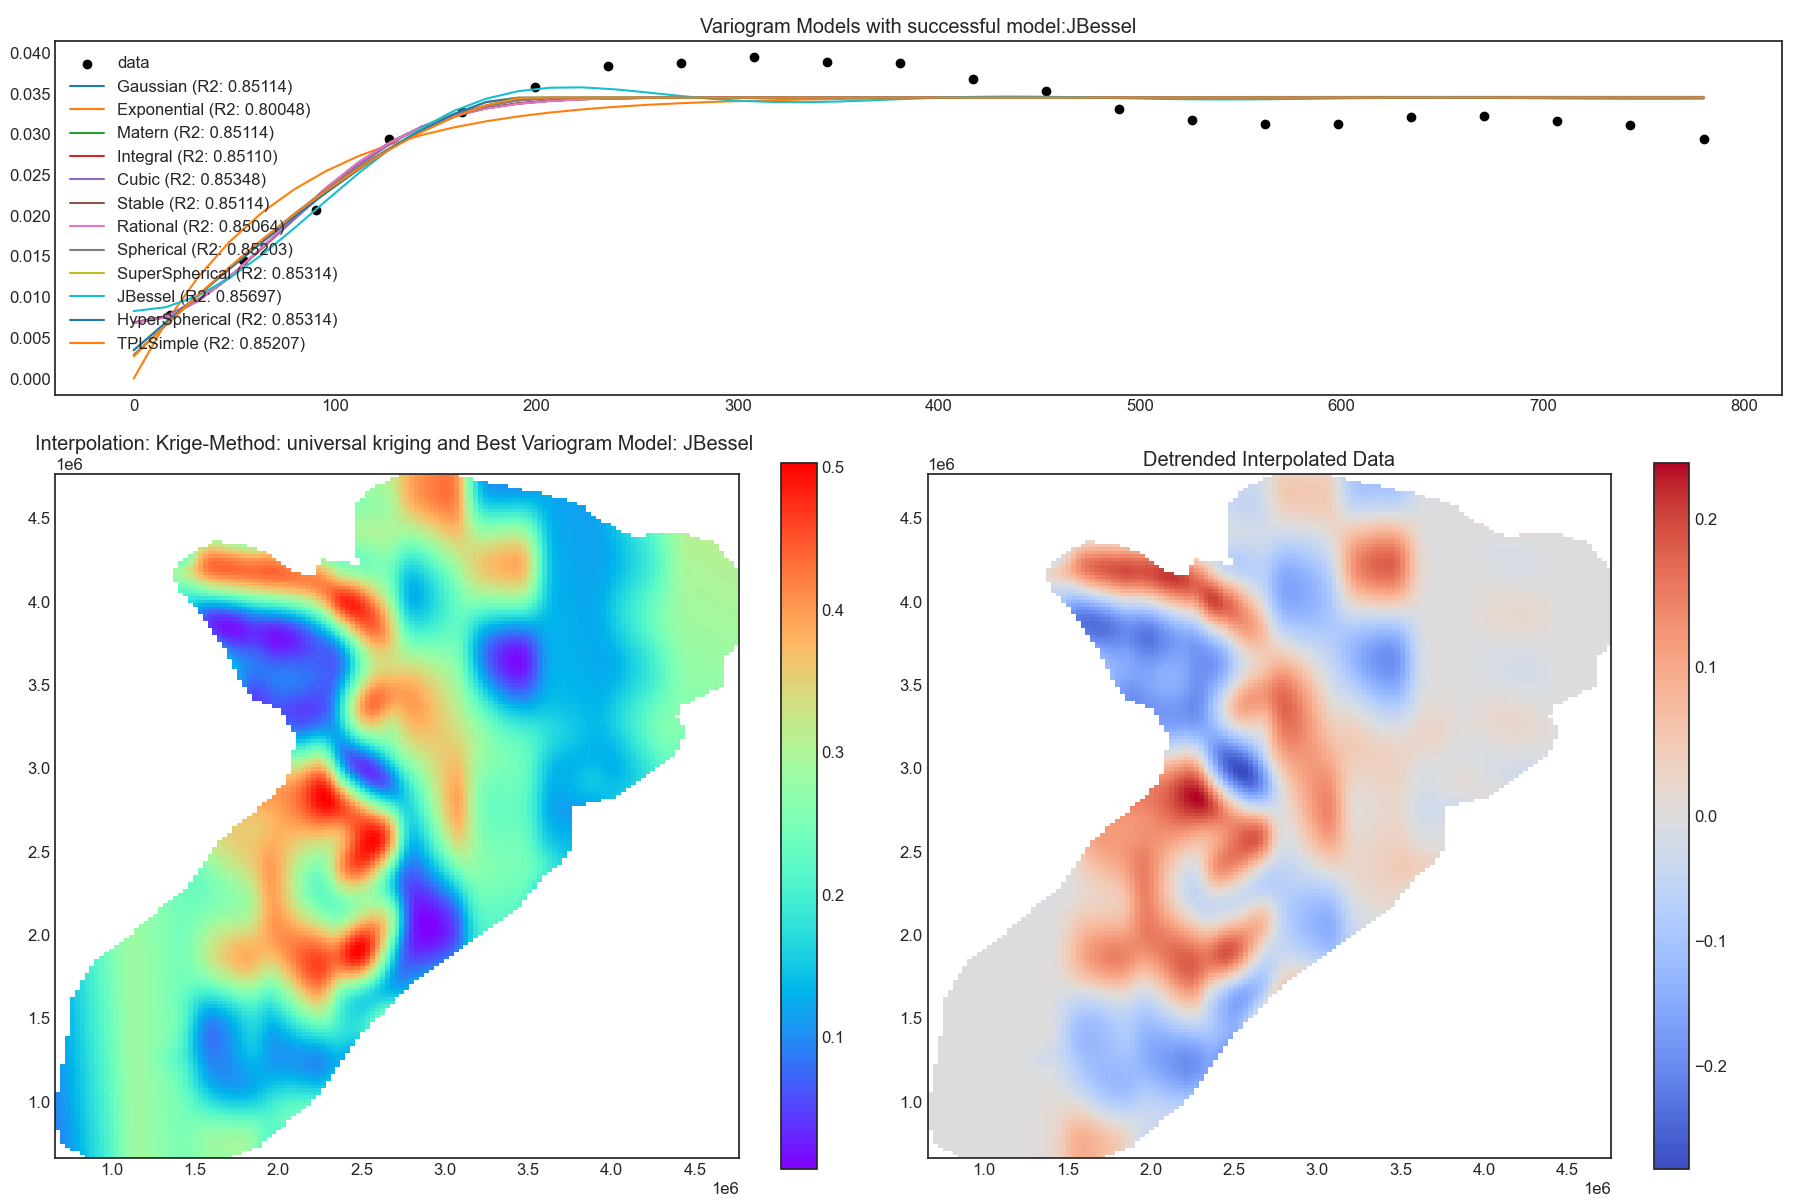 Variogram Models with successful model:JBessel
0.040
0.035
0.030
0.025
0.020
0.015
0.010
0.005
0.000
data
Gaussian (R2: 0.85114)
Exponential (R2: 0.80048)
Matern (R2: 0.85114)
Integral (R2: 0.85110)
Cubic (R2: 0.85348)
Stable (R2: 0.85114)
Rational (R2: 0.85064)
Spherical (R2: 0.85203)
SuperSpherical (R2: 0.85314)
JBessel (R2: 0.85697)
HyperSpherical (R2: 0.85314)
TPLSimple (R2: 0.85207)
0 100 200 300 400 500 600 700 800
Interpolation: Krige-Method: universal kriging and Best Variogram Model: JBessel
1e6
4.5
4.0
3.5
3.0
2.5
2.0
1.5
1.0
1.0 1.5 2.0 2.5 3.0 3.5 4.0 4.5
1e6
0.5
0.4
0.3
0.2
0.1
Detrended Interpolated Data
1e6
4.5
4.0
3.5
3.0
2.5
2.0
1.5
1.0
1.0 1.5 2.0 2.5 3.0 3.5 4.0 4.5
1e6
0.2
0.1
0.0
−0.1
−0.2